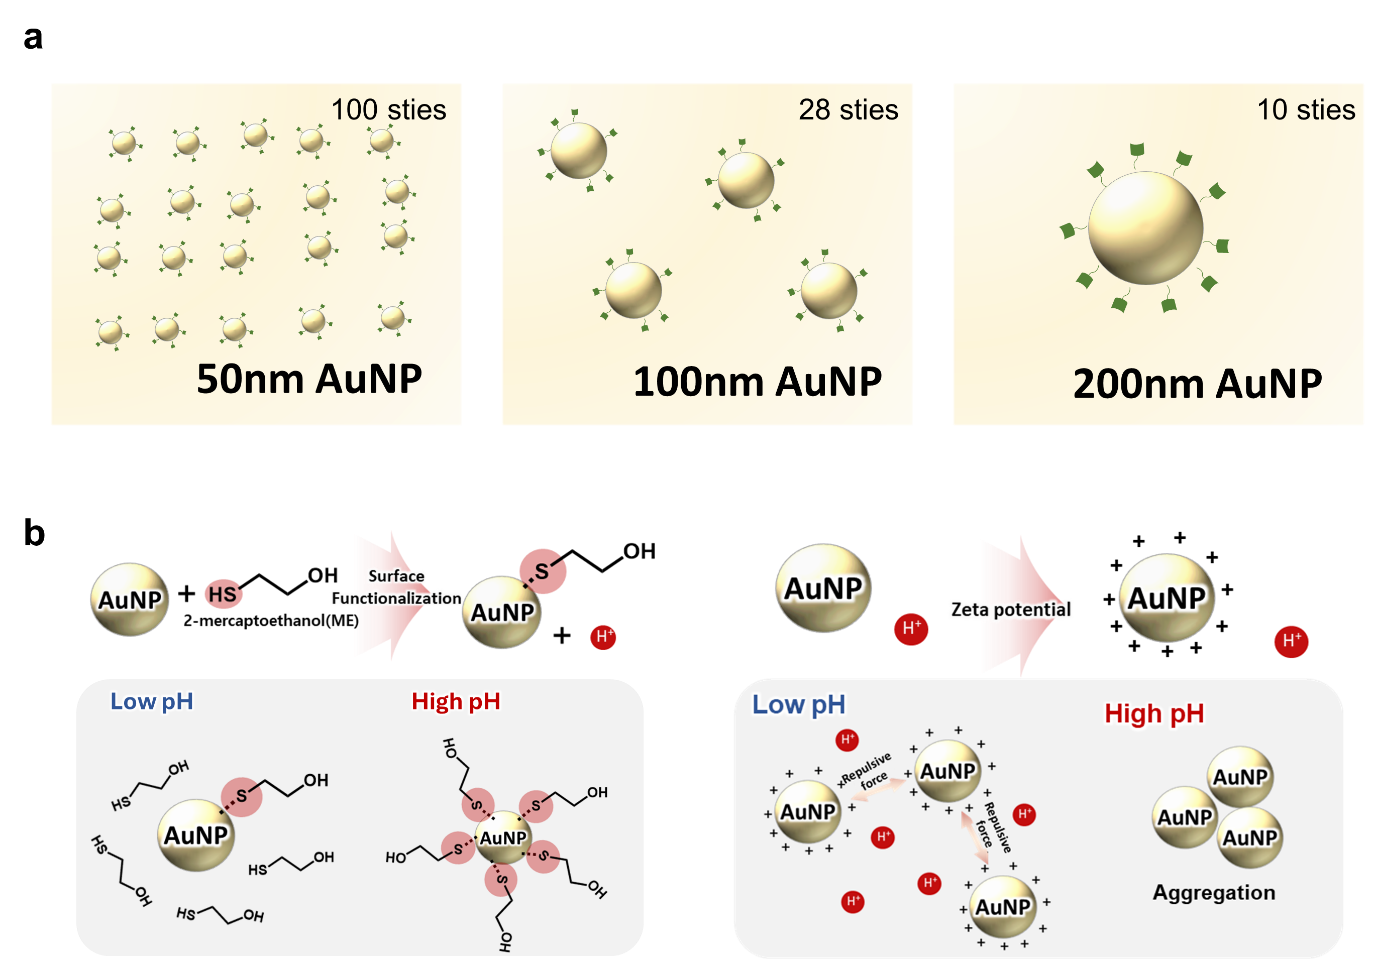 a
100 sties
28 sties
10 sties
50nm AuNP
100nm AuNP
200nm AuNP
b
AuNP + HS OH
2-mercaptoethanol(ME)
Surface
Functionalization
AuNP S OH
+ H⁺
AuNP
H⁺
Zeta potential
AuNP
+ + + + + + + + + + + +
H⁺
Low pH
HS OH
AuNP S OH
HS OH
HS OH
HS OH
High pH
AuNP
HO S
S OH
HO S
S OH
S OH
Low pH
H⁺
AuNP
Repulsive
force
AuNP
Repulsive
force
H⁺
H⁺
H⁺
H⁺
AuNP
High pH
AuNP
AuNP
AuNP
Aggregation